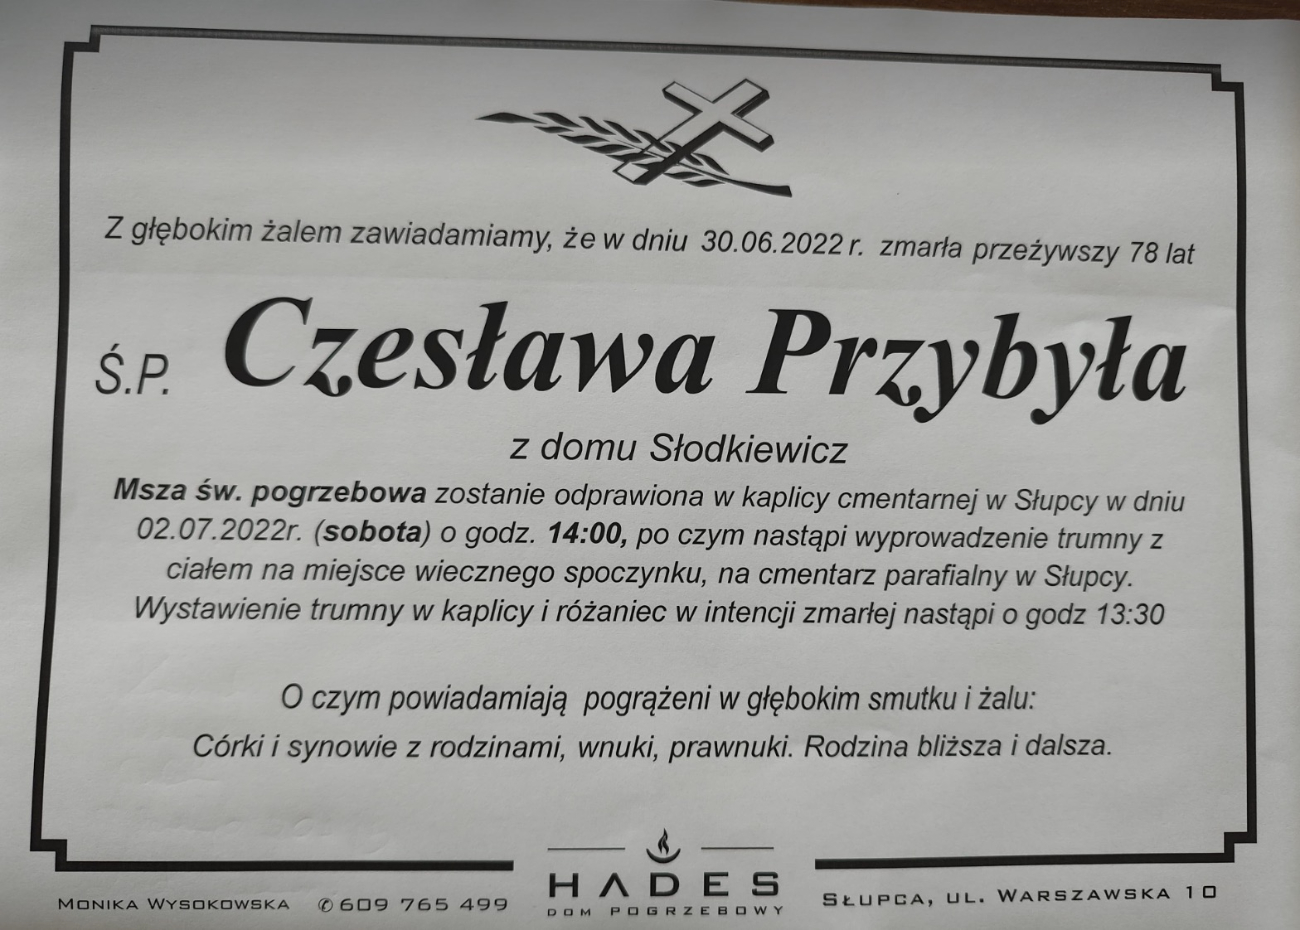 Z głębokim żalem zawiadamiamy, że w dniu 30.06.2022 r. zmarła przeżywszy 78 lat
Ś.P. Czesława Przybyła
z domu Słodkiewicz
Msza św. pogrzebowa zostanie odprawiona w kaplicy cmentarnej w Słupcy w dniu
02.07.2022r. (sobota) o godz. 14:00, po czym nastąpi wyprowadzenie trumny z
ciałem na miejsce wiecznego spoczynku, na cmentarz parafialny w Słupcy.
Wystawienie trumny w kaplicy i różaniec w intencji zmarłej nastąpi o godz 13:30
O czym powiadamiają pogrążeni w głębokim smutku i żalu:
Córki i synowie z rodzinami, wnuki, prawnuki. Rodzina bliższa i dalsza.
MONIKA WYSOKOWSKA ✆ 609 765 499
HADES
DOM POGRZEBOWY
SŁUPCA, UL. WARSZAWSKA 10